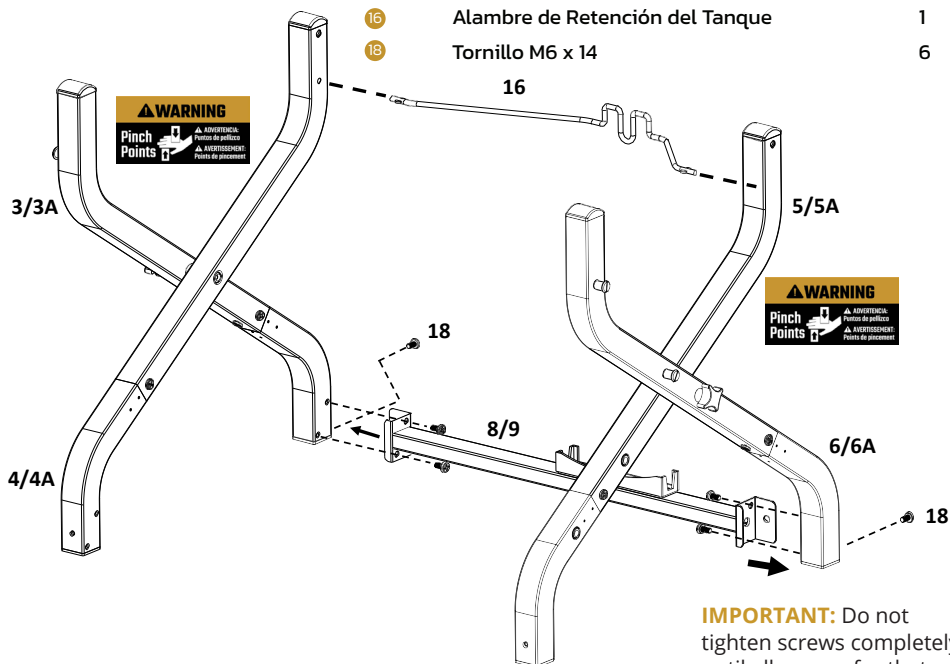 16 Alambre de Retención del Tanque 1
18 Tornillo M6 x 14 6
16
WARNING
Pinch Points
ADVERTENCIA:
Puntos de pellizco
AVERTISSEMENT:
Points de pincement
3/3A
5/5A
WARNING
Pinch Points
ADVERTENCIA:
Puntos de pellizco
AVERTISSEMENT:
Points de pincement
18
8/9
6/6A
4/4A
18
IMPORTANT: Do not
tighten screws completely